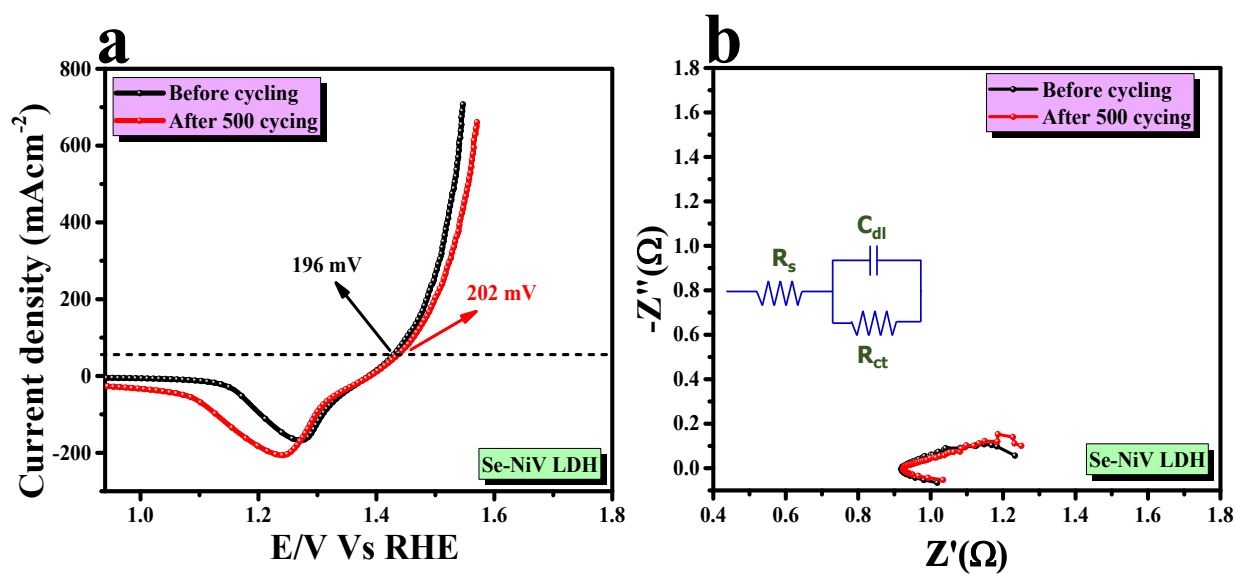 a
800
600
400
200
0
-200
Current density (mAcm-2)
Before cycling
After 500 cycing
196 mV
202 mV
Se-NiV LDH
1.0 1.2 1.4 1.6 1.8
E/V Vs RHE
b
1.8
1.6
1.4
1.2
1.0
0.8
0.6
0.4
0.2
0.0
-Z''(Ω)
Before cycling
After 500 cycing
Cdl
Rs
Rct
Se-NiV LDH
0.4 0.6 0.8 1.0 1.2 1.4 1.6 1.8
Z'(Ω)